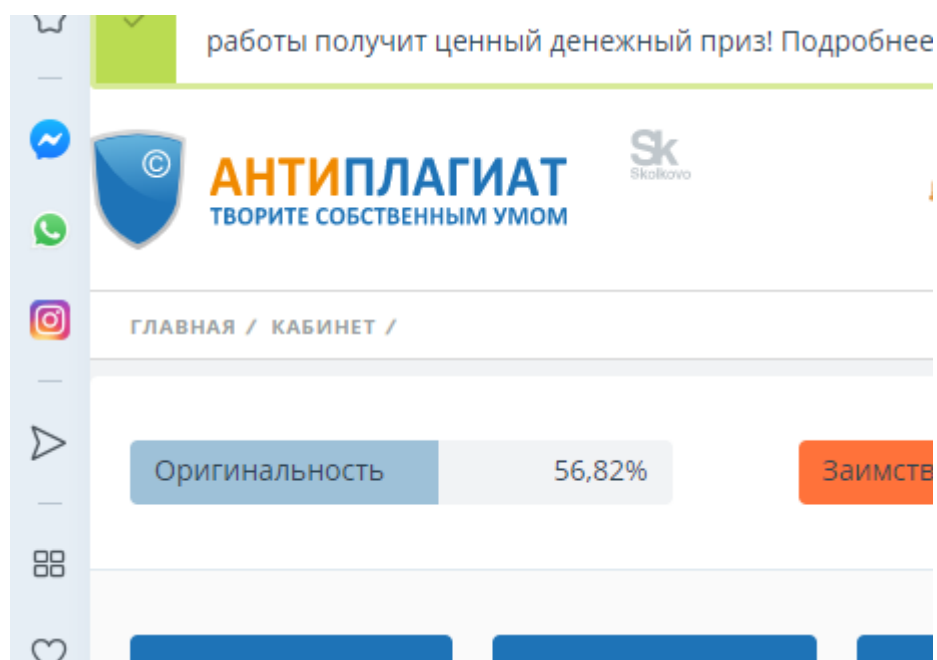 работы получит ценный денежный приз! Подробнее
©
АНТИПЛАГИАТ
ТВОРИТЕ СОБСТВЕННЫМ УМОМ
Sk
Skolkovo
ГЛАВНАЯ / КАБИНЕТ /
Оригинальность 56,82%
Заимств